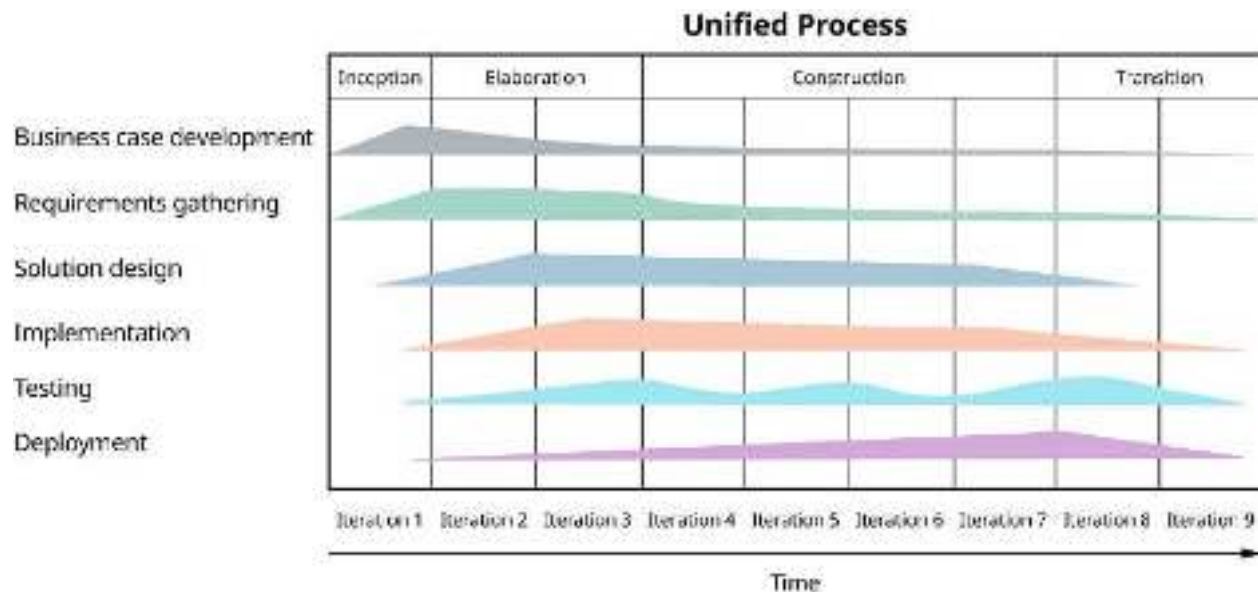 Unified Process
Inception Elaboration Construction Transition
Business case development
Requirements gathering
Solution design
Implementation
Testing
Deployment
Iteration 1 Iteration 2 Iteration 3 Iteration 4 Iteration 5 Iteration 6 Iteration 7 Iteration 8 Iteration 9
Time